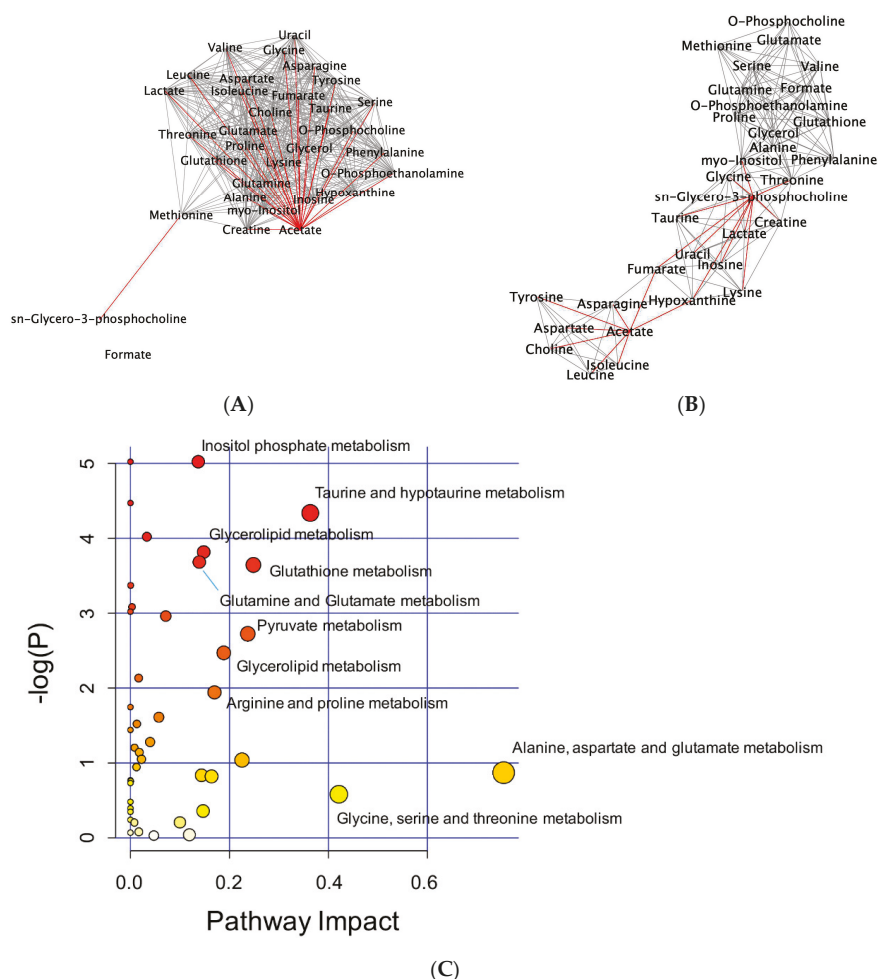 Uracil
Valine
Glycine
Asparagine
Leucine
Aspartate
Tyrosine
Lactate
Isoleucine
Fumarate
Serine
Choline
Taurine
Threonine
Glutamate
O-Phosphocholine
Proline
Glycerol
Phenylalanine
Glutathione
Lysine
O-Phosphoethanolamine
Glutamine
Alanine
Inosine
Hypoxanthine
Methionine
myo-Inositol
Creatine
Acetate
sn-Glycero-3-phosphocholine
Formate
(A)
O-Phosphocholine
Methionine
Glutamate
Serine
Valine
Glutamine
Formate
O-Phosphoethanolamine
Proline
Glutathione
Glycerol
Alanine
myo-Inositol
Phenylalanine
Glycine
Threonine
sn-Glycero-3-phosphocholine
Taurine
Creatine
Lactate
Uracil
Fumarate
Inosine
Tyrosine
Asparagine
Hypoxanthine
Lysine
Aspartate
Acetate
Choline
Isoleucine
Leucine
(B)
Inositol phosphate metabolism
Taurine and hypotaurine metabolism
Glycerolipid metabolism
Glutathione metabolism
Glutamine and Glutamate metabolism
Pyruvate metabolism
Glycerolipid metabolism
Arginine and proline metabolism
Alanine, aspartate and glutamate metabolism
Glycine, serine and threonine metabolism
5
4
3
2
1
0
-log(P)
0.0 0.2 0.4 0.6
Pathway Impact
(C)